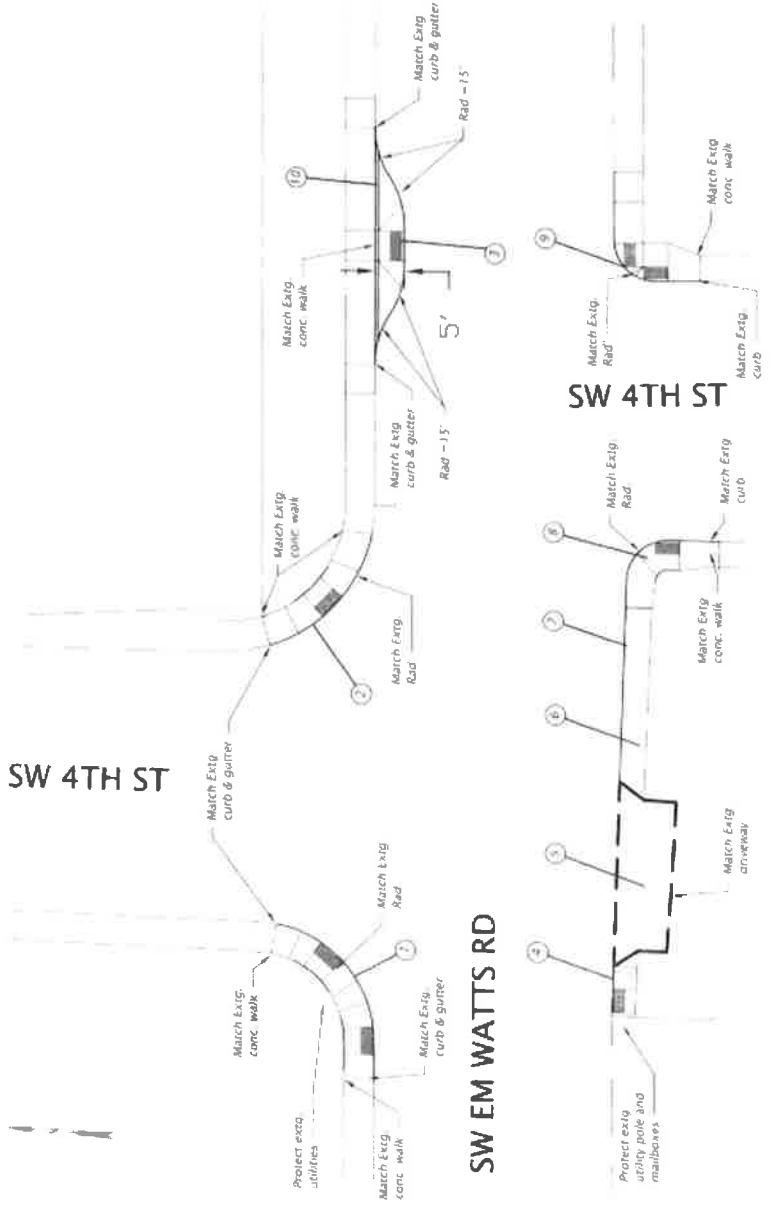 SW 4TH ST
Match Extg.
curb & gutter
Match Extg.
conc. walk
Match Extg.
conc. walk
10
Match Extg
curb & gutter
Rad = 15'
3
5'
Rad = 15'
Match Extg
curb & gutter
Match Extg.
Rad
2
Match Extg.
conc. walk
Match Extg
Rad
1
Protect extg.
utilities
Match Extg
conc. walk
Match Extg.
curb & gutter
SW EM WATTS RD
4
5
6
7
8
Match Extg.
Rad.
Match Extg
curb
Match Extg
conc. walk
Match Extg
driveway
Protect extg
utility pole and
mailboxes
SW 4TH ST
9
Match Extg.
Rad
Match Extg
conc. walk
Match Extg.
curb